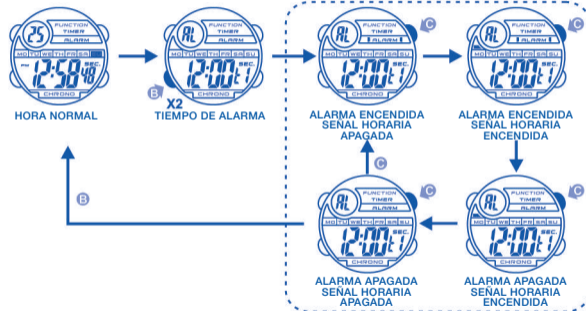 25
FUNCTION
TIMER
ALARM
MO TU WE TH FR SA SU
PM 12:58 48 SEC.
CHRONO
HORA NORMAL
AL
FUNCTION
TIMER
ALARM
MO TU WE TH FR SA SU
12:00 t1 SEC.
CHRONO
B
X2
TIEMPO DE ALARMA
C
AL
FUNCTION
TIMER
ALARM
MO TU WE TH FR SA SU
12:00 t1 SEC.
CHRONO
ALARMA ENCENDIDA
SEÑAL HORARIA
APAGADA
C
AL
FUNCTION
TIMER
ALARM
MO TU WE TH FR SA SU
12:00 t1 SEC.
CHRONO
ALARMA ENCENDIDA
SEÑAL HORARIA
ENCENDIDA
B
C
C
AL
FUNCTION
TIMER
ALARM
MO TU WE TH FR SA SU
12:00 t1 SEC.
CHRONO
ALARMA APAGADA
SEÑAL HORARIA
APAGADA
C
AL
FUNCTION
TIMER
ALARM
MO TU WE TH FR SA SU
12:00 t1 SEC.
CHRONO
ALARMA APAGADA
SEÑAL HORARIA
ENCENDIDA